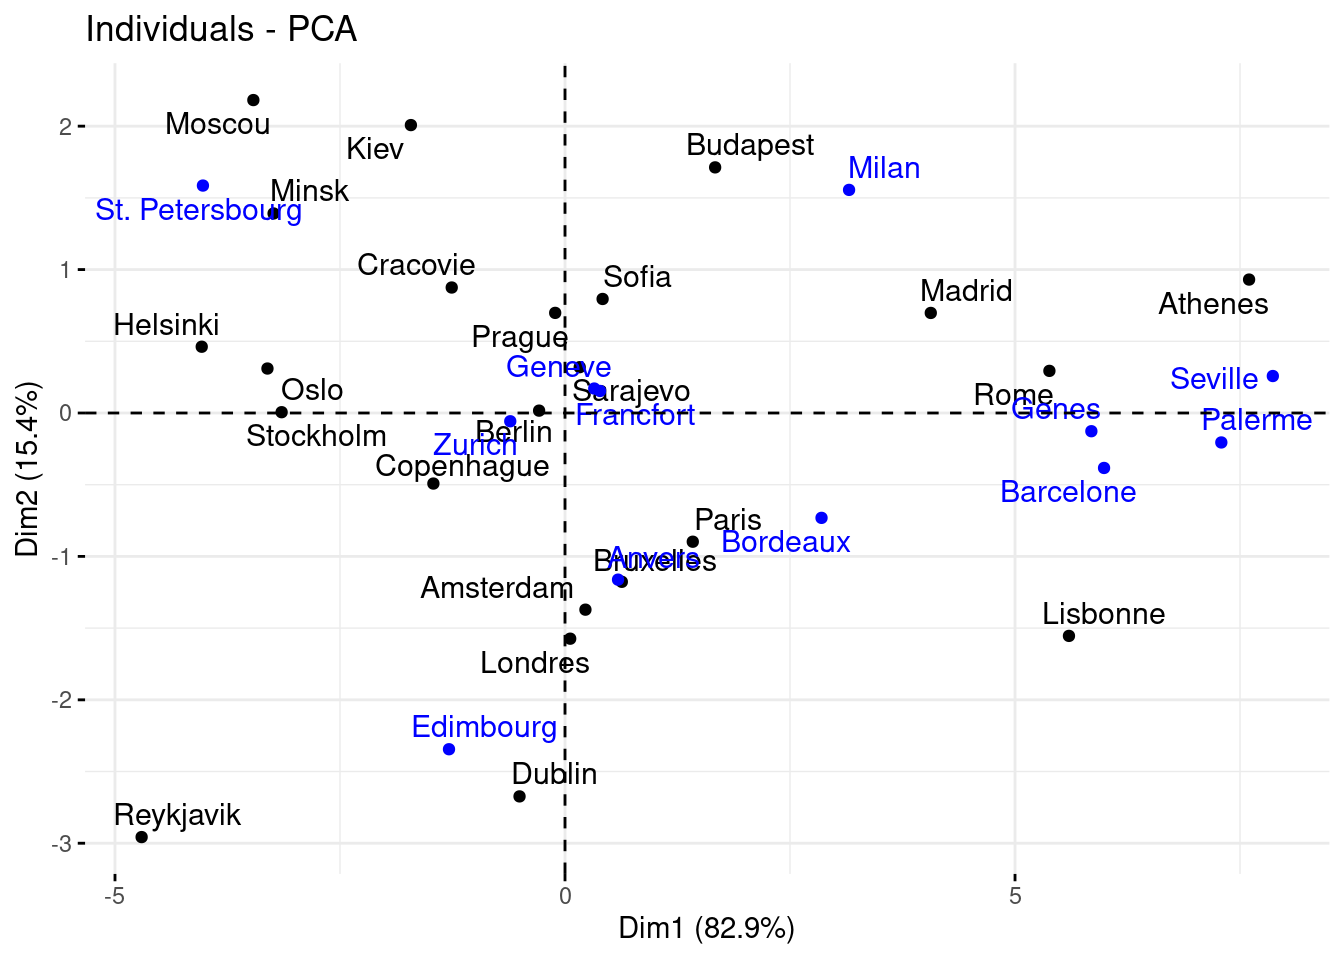 Individuals - PCA
Moscou
Kiev
Budapest
Milan
Minsk
St. Petersbourg
Cracovie
Sofia
Madrid
Athenes
Helsinki
Prague
Geneve
Seville
Oslo
Sarajevo
Rome
Genes
Francfort
Palerme
Stockholm
Berlin
Zurich
Copenhague
Barcelone
Paris
Bordeaux
Anvers
Bruxelles
Amsterdam
Lisbonne
Londres
Edimbourg
Dublin
Reykjavik
2
1
0
-1
-2
-3
-5
0
5
Dim1 (82.9%)
Dim2 (15.4%)